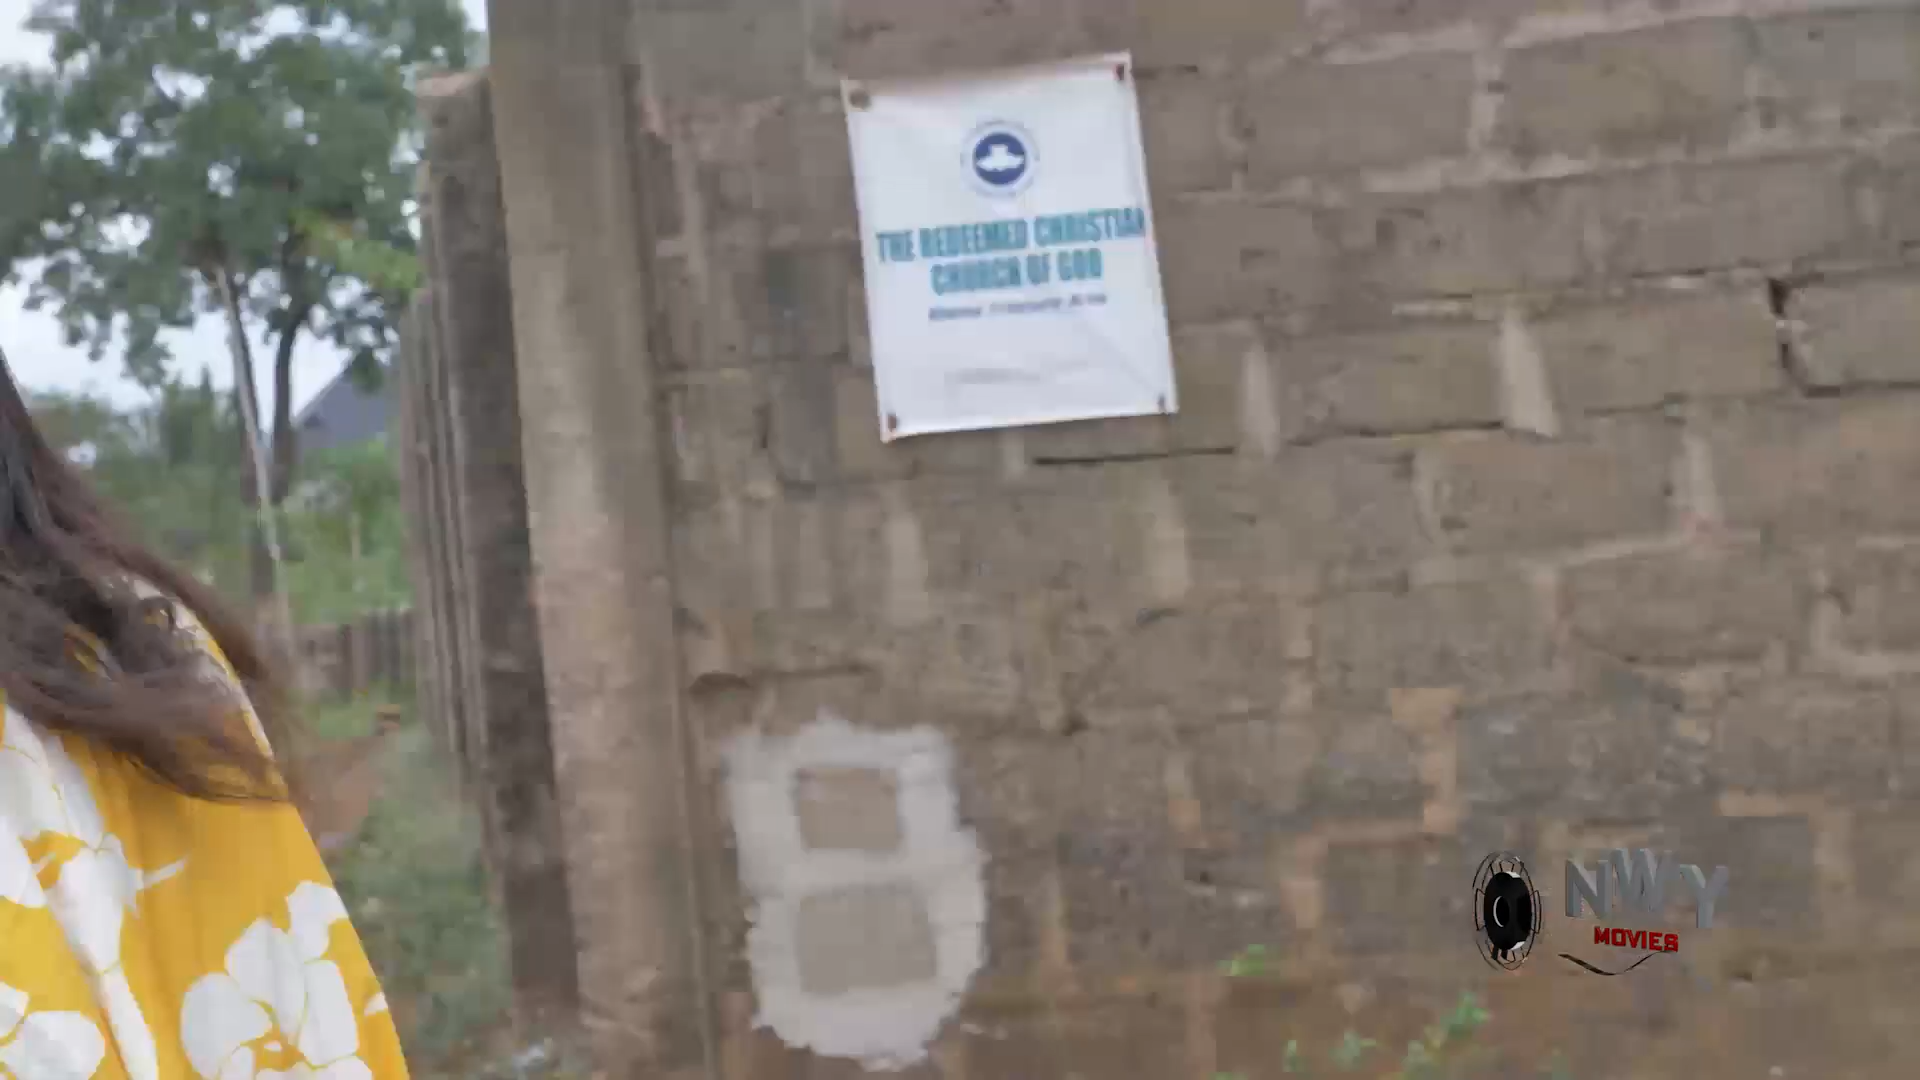 THE REDEEMED CHRISTIAN
CHURCH OF GOD
NWY
MOVIES